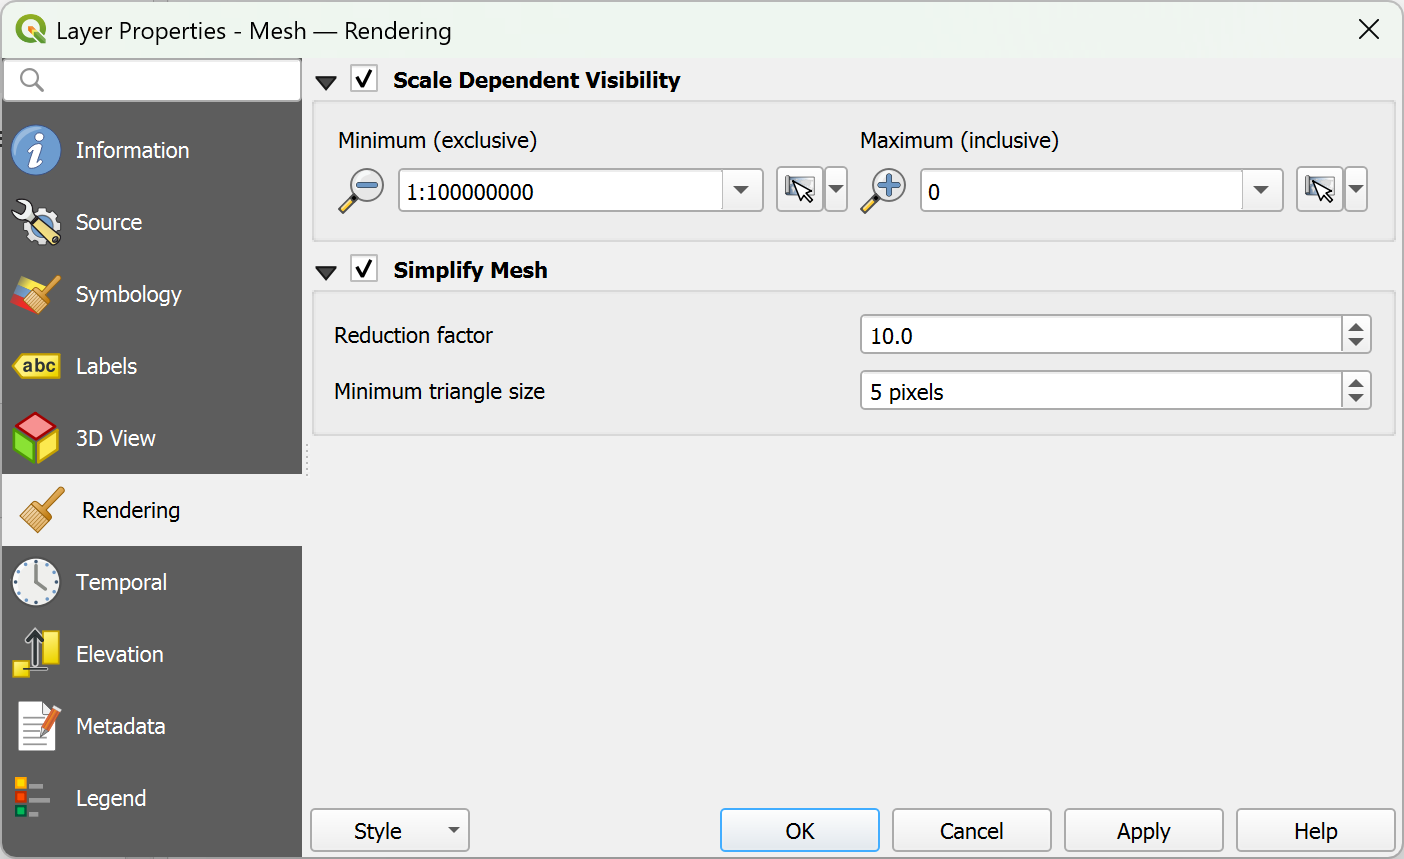 Layer Properties - Mesh — Rendering
Information
Source
Symbology
abc Labels
3D View
Rendering
Temporal
Elevation
Metadata
Legend
Scale Dependent Visibility
Minimum (exclusive) Maximum (inclusive)
1:100000000 0
Simplify Mesh
Reduction factor 10.0
Minimum triangle size 5 pixels
Style OK Cancel Apply Help